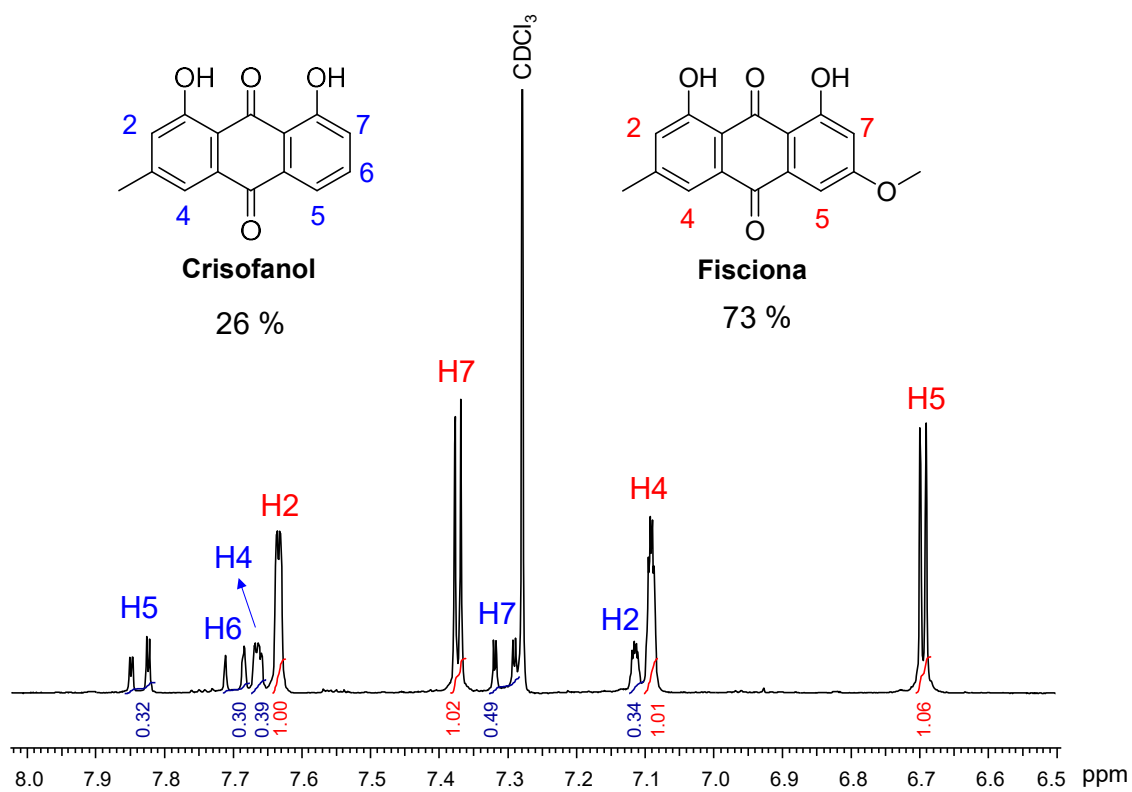 CDCl3
OH O OH
2 7
6
4 5
O
Crisofanol
26 %
OH O OH
2 7
4 5
O
O
Fisciona
73 %
H5
H6
H4
H2
H7
H7
H2
H4
H5
0.32
0.30
0.39
1.00
1.02
0.49
0.34
1.01
1.06
8.0 7.9 7.8 7.7 7.6 7.5 7.4 7.3 7.2 7.1 7.0 6.9 6.8 6.7 6.6 6.5 ppm